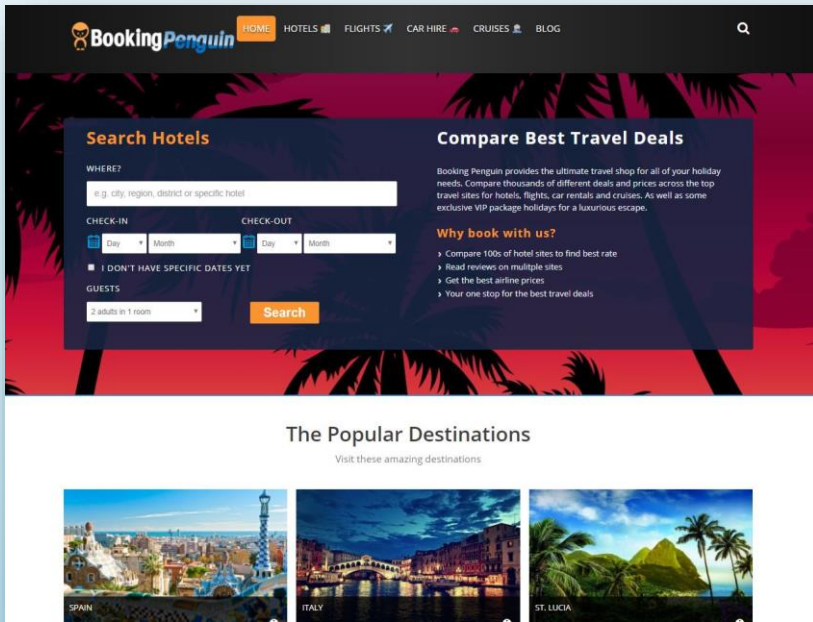 BookingPenguin
HOME HOTELS FLIGHTS CAR HIRE CRUISES BLOG
Search Hotels
WHERE?
e.g. city, region, district or specific hotel
CHECK-IN CHECK-OUT
Day Month Day Month
I DON'T HAVE SPECIFIC DATES YET
GUESTS
2 adults in 1 room
Search
Compare Best Travel Deals
Booking Penguin provides the ultimate travel shop for all of your holiday
needs. Compare thousands of different deals and prices across the top
travel sites for hotels, flights, car rentals and cruises. As well as some
exclusive VIP package holidays for a luxurious escape.
Why book with us?
› Compare 100s of hotel sites to find best rate
› Read reviews on mulitple sites
› Get the best airline prices
› Your one stop for the best travel deals
The Popular Destinations
Visit these amazing destinations
SPAIN
ITALY
ST. LUCIA